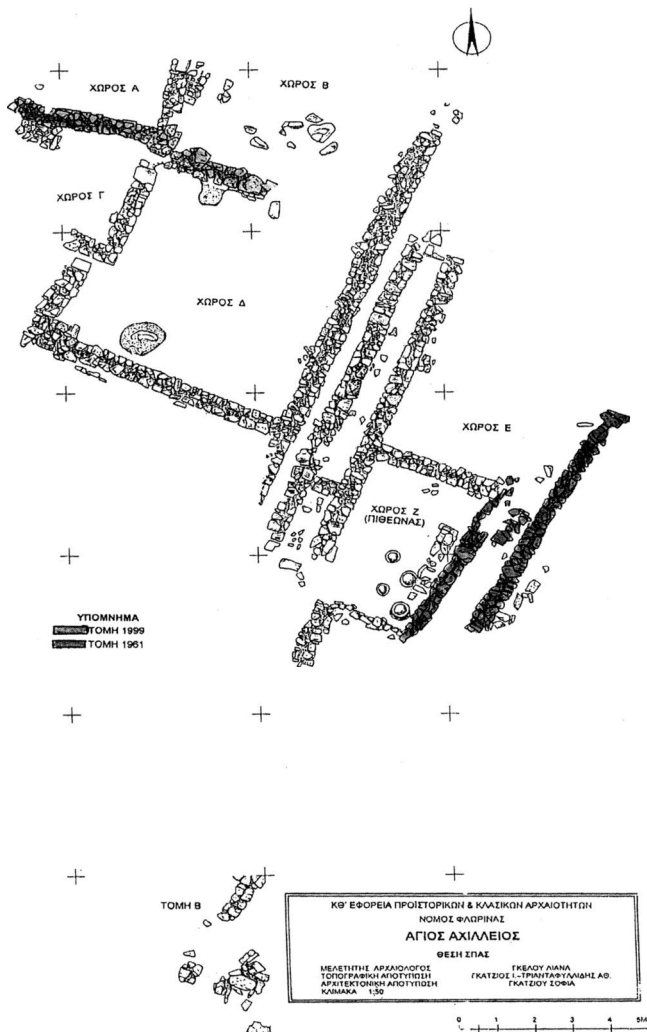 ΧΩΡΟΣ Α
ΧΩΡΟΣ Β
ΧΩΡΟΣ Γ
ΧΩΡΟΣ Δ
ΧΩΡΟΣ Ε
ΧΩΡΟΣ Ζ
(ΠΙΘΕΩΝΑΣ)
ΥΠΟΜΝΗΜΑ
ΤΟΜΗ 1999
ΤΟΜΗ 1961
ΤΟΜΗ Β
ΚΘ' ΕΦΟΡΕΙΑ ΠΡΟΪΣΤΟΡΙΚΩΝ & ΚΛΑΣΙΚΩΝ ΑΡΧΑΙΟΤΗΤΩΝ
ΝΟΜΟΣ ΦΛΩΡΙΝΑΣ
ΑΓΙΟΣ ΑΧΙΛΛΕΙΟΣ
ΘΕΣΗ ΣΠΑΣ
ΜΕΛΕΤΗΤΗΣ ΑΡΧΑΙΟΛΟΓΟΣ ΓΚΕΛΟΥ ΛΙΑΝΑ
ΤΟΠΟΓΡΑΦΙΚΗ ΑΠΟΤΥΠΩΣΗ ΓΚΑΤΖΙΟΣ Ι.-ΤΡΙΑΝΤΑΦΥΛΛΙΔΗΣ ΑΘ.
ΑΡΧΙΤΕΚΤΟΝΙΚΗ ΑΠΟΤΥΠΩΣΗ ΓΚΑΤΖΙΟΥ ΣΟΦΙΑ
ΚΛΙΜΑΚΑ 1:50
0 1 2 3 4 5Μ